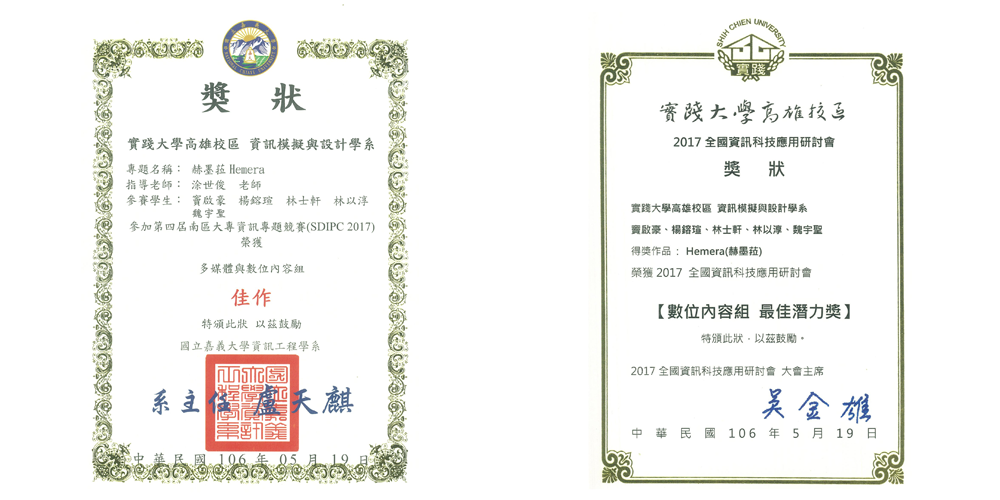 獎 狀
實踐大學高雄校區 資訊模擬與設計學系
專題名稱： 赫墨菈 Hemera
指導老師： 涂世俊 老師
參賽學生： 竇啟豪 楊鎔瑄 林士軒 林以淳
魏宇聖
參加第四屆南區大專資訊專題競賽(SDIPC 2017)
榮獲
多媒體與數位內容組
佳作
特頒此狀 以茲鼓勵
國立嘉義大學資訊工程學系
系主任 盧天麒
中華民國 106 年 05 月 19 日
SHIH CHIEN UNIVERSITY
實踐
實踐大學高雄校區
2017 全國資訊科技應用研討會
獎 狀
實踐大學高雄校區 資訊模擬與設計學系
竇啟豪、楊鎔瑄、林士軒、林以淳、魏宇聖
得獎作品： Hemera(赫墨菈)
榮獲 2017 全國資訊科技應用研討會
【數位內容組 最佳潛力獎】
特頒此狀，以茲鼓勵。
2017 全國資訊科技應用研討會 大會主席
吳金雄
中 華 民 國 106 年 5 月 19 日